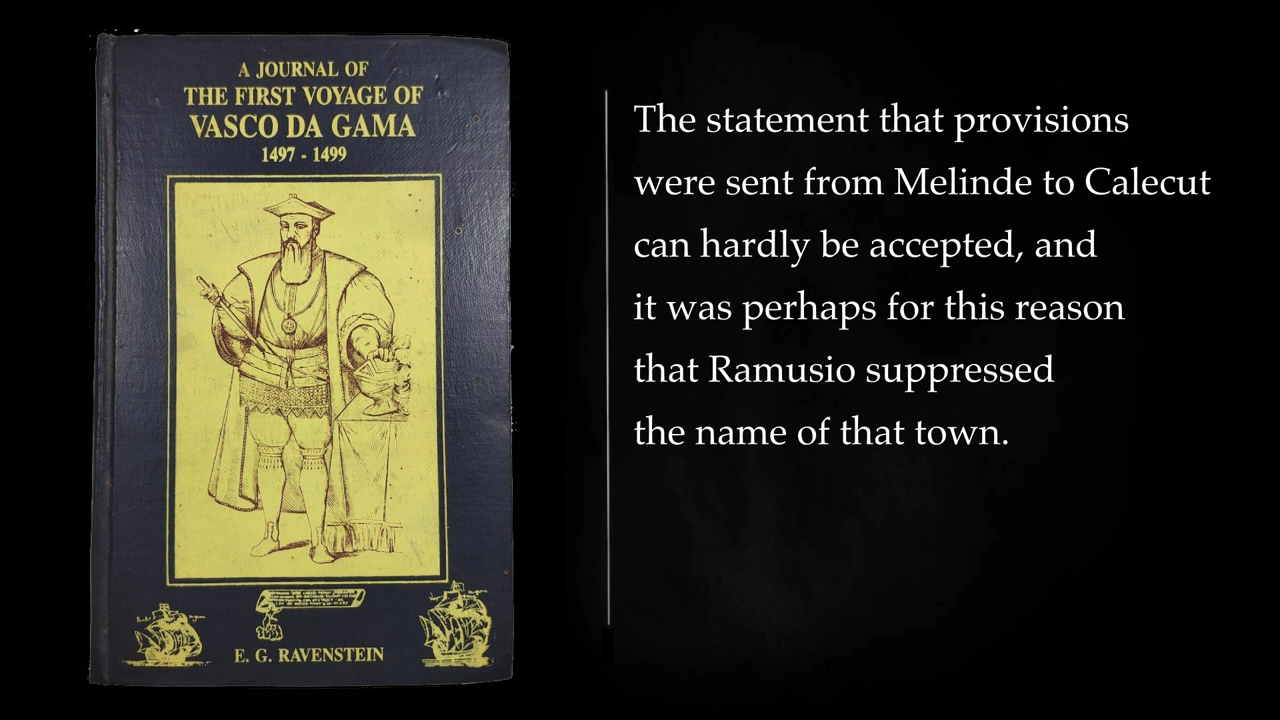 A JOURNAL OF
THE FIRST VOYAGE OF
VASCO DA GAMA
1497 - 1499
E. G. RAVENSTEIN
The statement that provisions
were sent from Melinde to Calecut
can hardly be accepted, and
it was perhaps for this reason
that Ramusio suppressed
the name of that town.